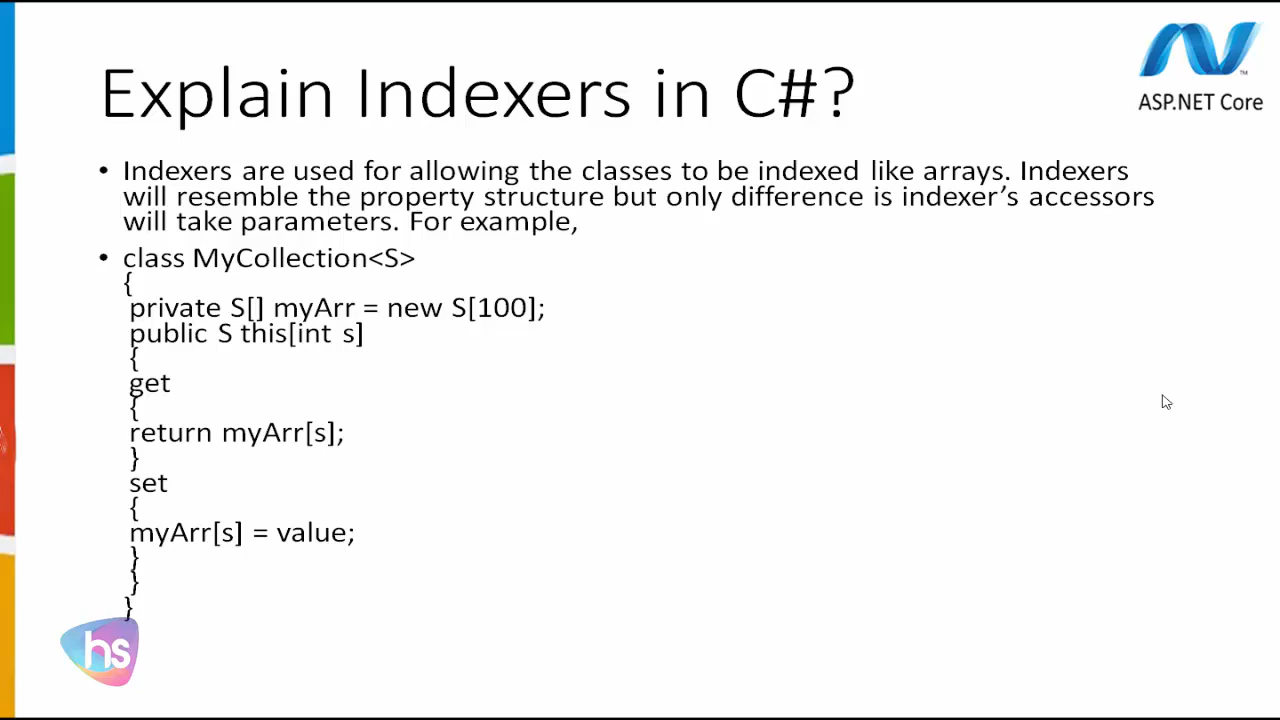 Explain Indexers in C#?
TM
ASP.NET Core
• Indexers are used for allowing the classes to be indexed like arrays. Indexers
will resemble the property structure but only difference is indexer’s accessors
will take parameters. For example,
• class MyCollection<S>
{
private S[] myArr = new S[100];
public S this[int s]
{
get
{
return myArr[s];
}
set
{
myArr[s] = value;
}
}
}
hs